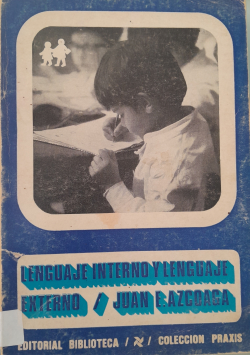 LENGUAJE INTERNO Y LENGUAJE
EXTERNO / JUAN E. AZCOAGA
EDITORIAL BIBLIOTECA / / COLECCION PRAXIS